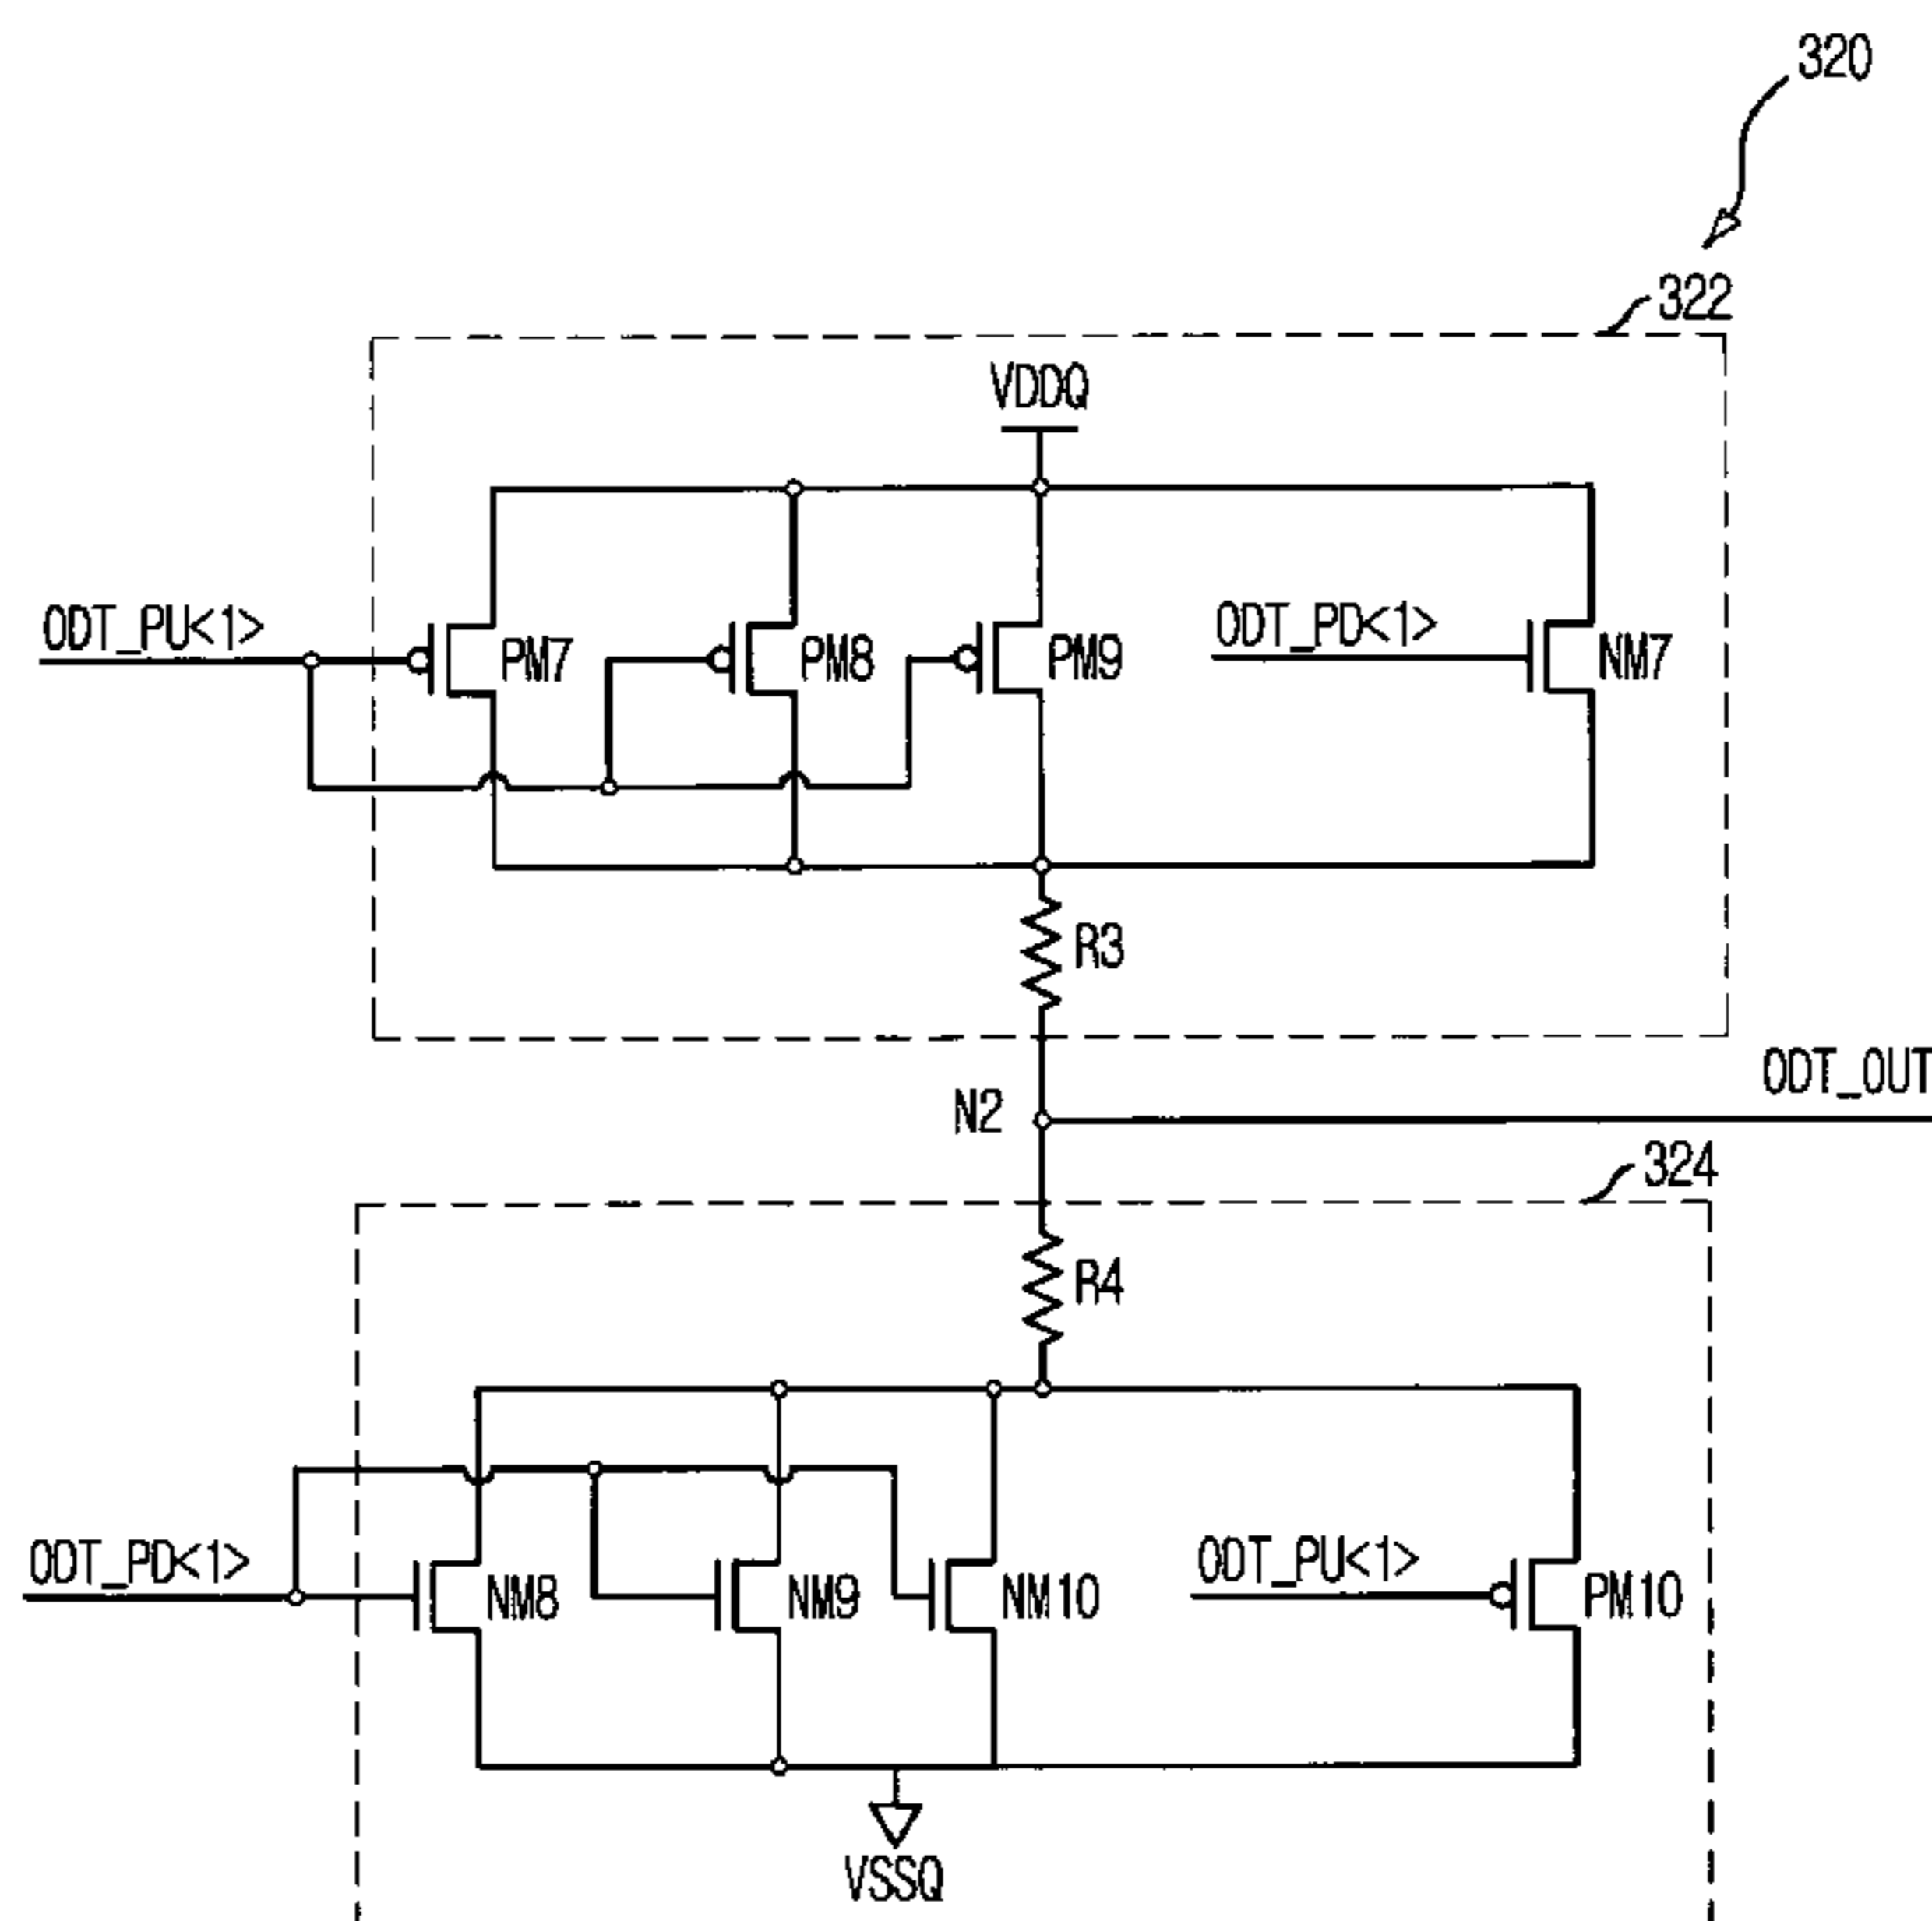 320
322
VDDQ
ODT_PU<1>
PM7
PM8
PM9
ODT_PD<1>
NM7
R3
N2
ODT_OUT
324
R4
ODT_PD<1>
NM8
NM9
NM10
ODT_PU<1>
PM10
VSSQ